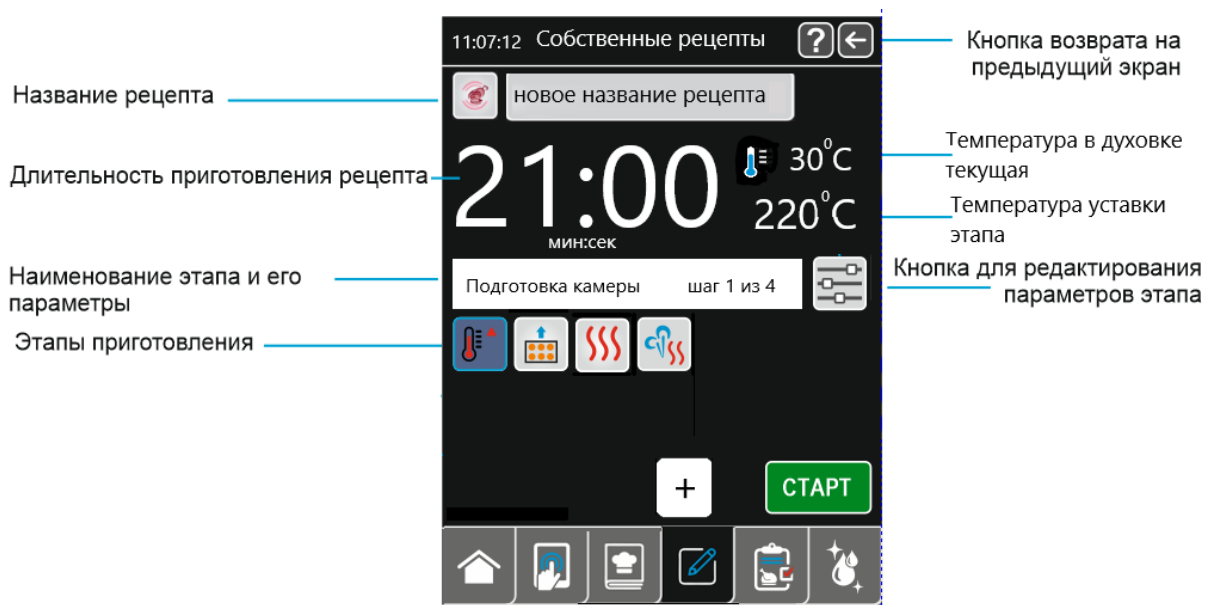 11:07:12 Собственные рецепты ?
Кнопка возврата на
предыдущий экран
Название рецепта
новое название рецепта
Длительность приготовления рецепта
21:00
мин:сек
30°C
220°C
Температура в духовке
текущая
Температура уставки
этапа
Наименование этапа и его
параметры
Подготовка камеры шаг 1 из 4
Кнопка для редактирования
параметров этапа
Этапы приготовления
+
СТАРТ